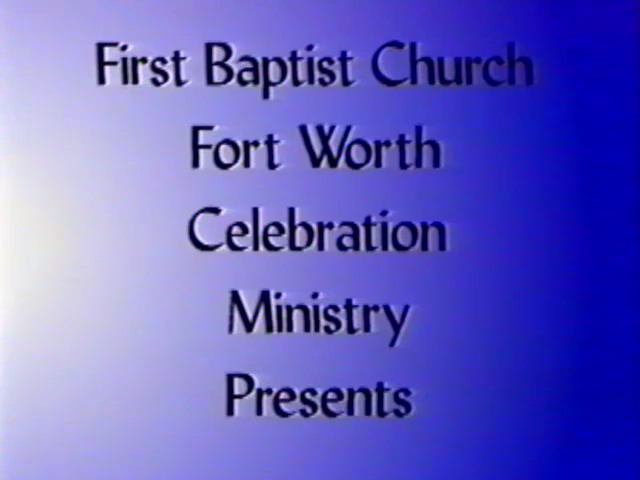 First Baptist Church
Fort Worth
Celebration
Ministry
Presents